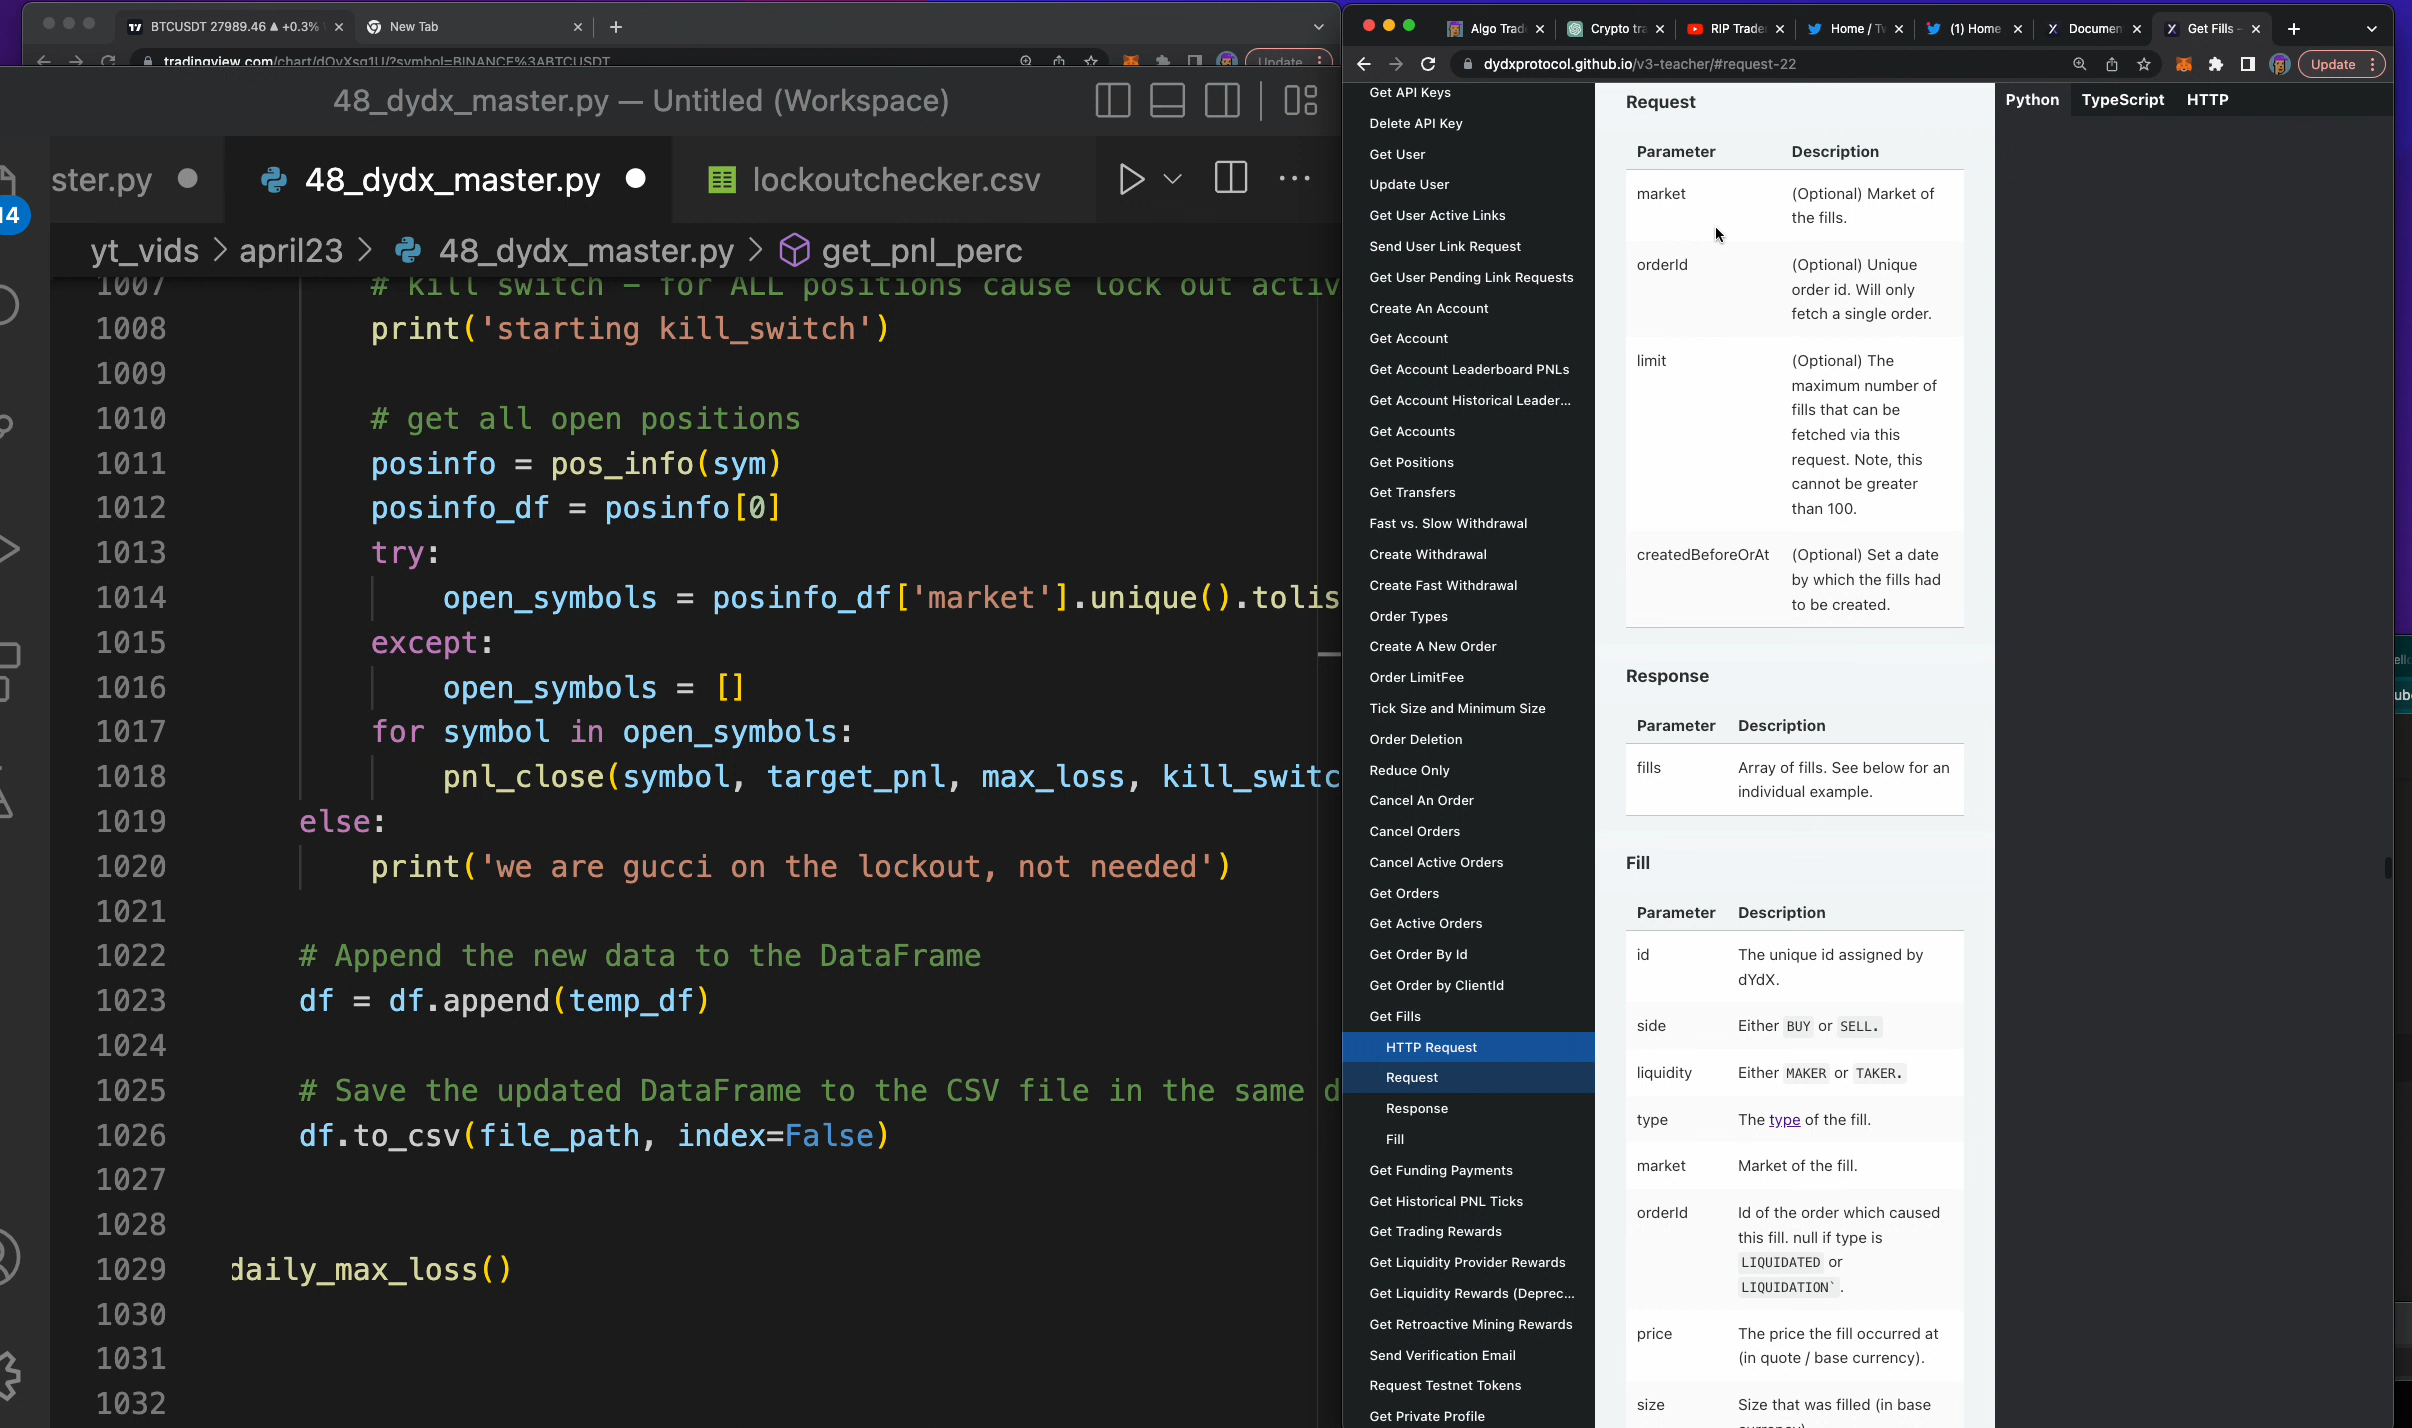 BTCUSDT 27989.46 ▲ +0.3%
New Tab
tradingview.com/chart/dOvXsg1U/?symbol=BINANCE%3ABTCUSDT
Update
48_dydx_master.py — Untitled (Workspace)
ster.py
48_dydx_master.py
lockoutchecker.csv
14
yt_vids > april23 > 48_dydx_master.py > get_pnl_perc
1007 # kill switch – for ALL positions cause lock out activ
1008 print('starting kill_switch')
1009
1010 # get all open positions
1011 posinfo = pos_info(sym)
1012 posinfo_df = posinfo[0]
1013 try:
1014 open_symbols = posinfo_df['market'].unique().tolis
1015 except:
1016 open_symbols = []
1017 for symbol in open_symbols:
1018 pnl_close(symbol, target_pnl, max_loss, kill_switc
1019 else:
1020 print('we are gucci on the lockout, not needed')
1021
1022 # Append the new data to the DataFrame
1023 df = df.append(temp_df)
1024
1025 # Save the updated DataFrame to the CSV file in the same d
1026 df.to_csv(file_path, index=False)
1027
1028
1029 daily_max_loss()
1030
1031
1032
Algo Trad
Crypto tra
RIP Trade
Home / Tw
(1) Home
Documen
Get Fills –
dydxprotocol.github.io/v3-teacher/#request-22
Update
Get API Keys
Delete API Key
Get User
Update User
Get User Active Links
Send User Link Request
Get User Pending Link Requests
Create An Account
Get Account
Get Account Leaderboard PNLs
Get Account Historical Leader...
Get Accounts
Get Positions
Get Transfers
Fast vs. Slow Withdrawal
Create Withdrawal
Create Fast Withdrawal
Order Types
Create A New Order
Order LimitFee
Tick Size and Minimum Size
Order Deletion
Reduce Only
Cancel An Order
Cancel Orders
Cancel Active Orders
Get Orders
Get Active Orders
Get Order By Id
Get Order by ClientId
Get Fills
HTTP Request
Request
Response
Fill
Get Funding Payments
Get Historical PNL Ticks
Get Trading Rewards
Get Liquidity Provider Rewards
Get Liquidity Rewards (Deprec...
Get Retroactive Mining Rewards
Send Verification Email
Request Testnet Tokens
Get Private Profile
Request
Parameter Description
market (Optional) Market of
the fills.
orderId (Optional) Unique
order id. Will only
fetch a single order.
limit (Optional) The
maximum number of
fills that can be
fetched via this
request. Note, this
cannot be greater
than 100.
createdBeforeOrAt (Optional) Set a date
by which the fills had
to be created.
Response
Parameter Description
fills Array of fills. See below for an
individual example.
Fill
Parameter Description
id The unique id assigned by
dYdX.
side Either BUY or SELL.
liquidity Either MAKER or TAKER.
type The type of the fill.
market Market of the fill.
orderId Id of the order which caused
this fill. null if type is
LIQUIDATED or
LIQUIDATION` .
price The price the fill occurred at
(in quote / base currency).
size Size that was filled (in base
Python TypeScript HTTP